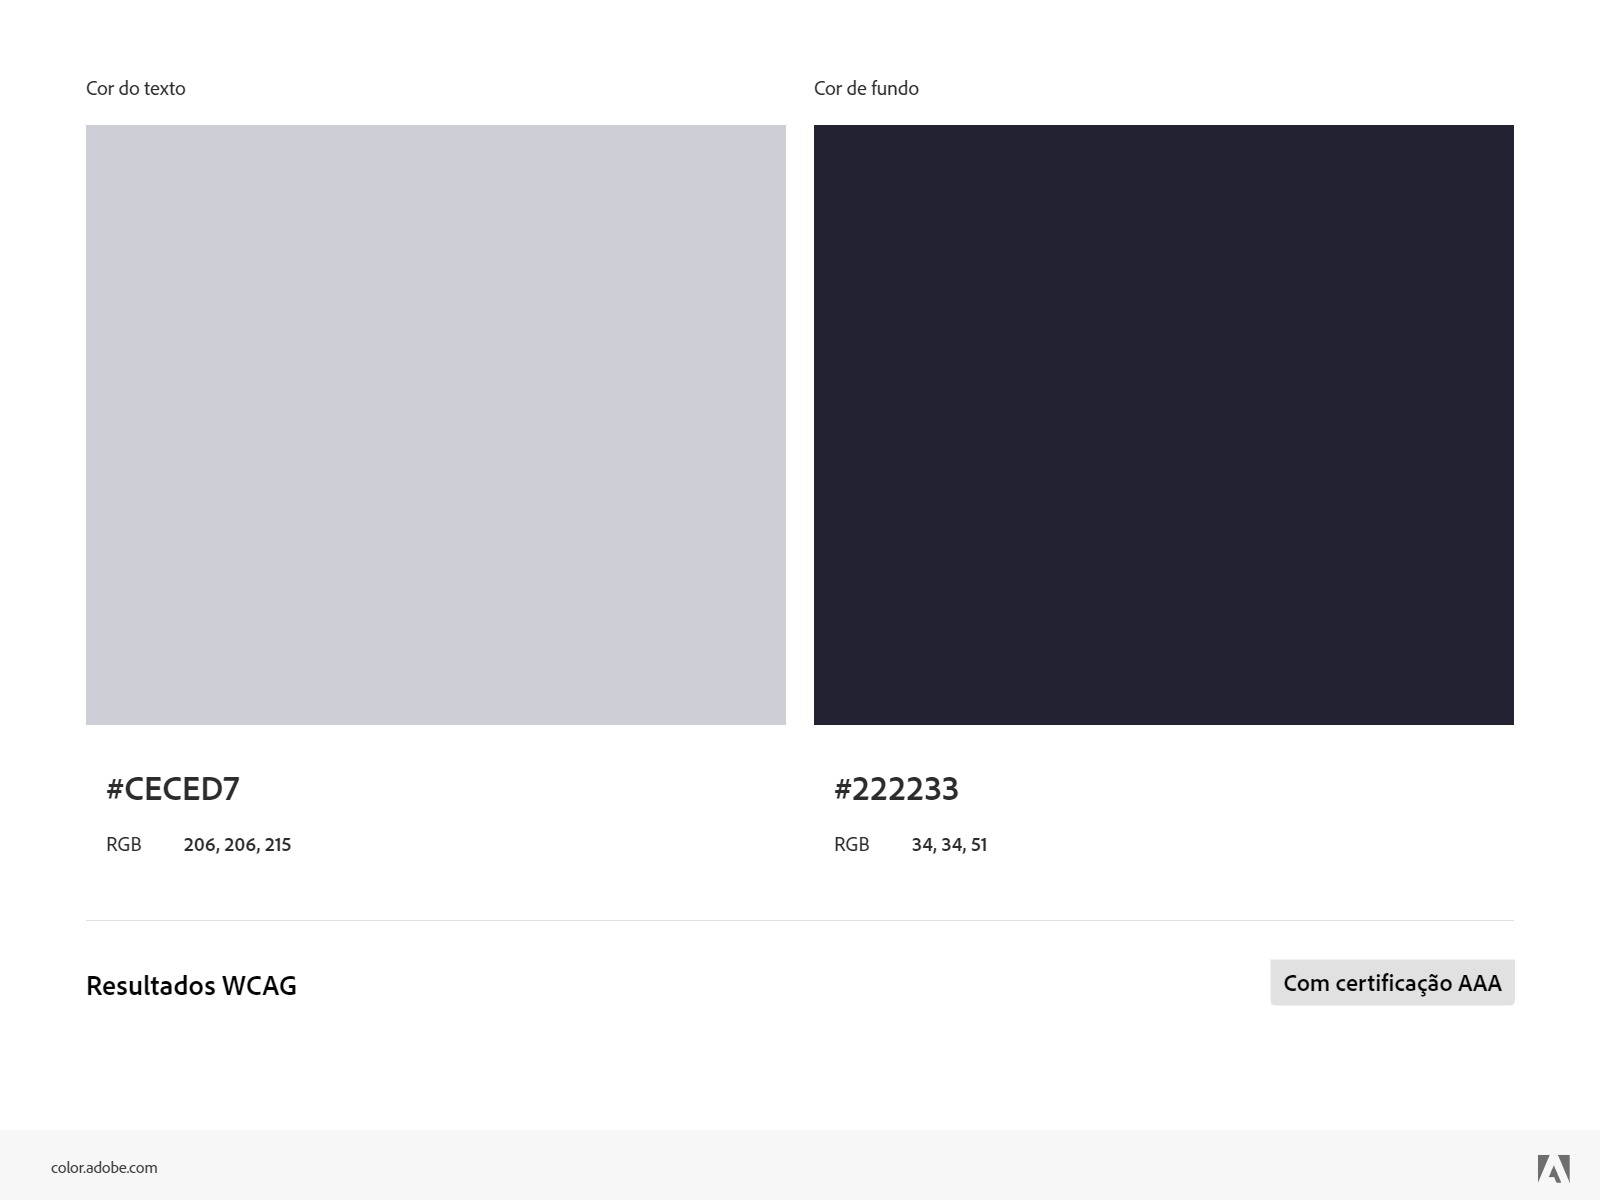 Cor do texto
Cor de fundo
#CECED7
RGB 206, 206, 215
#222233
RGB 34, 34, 51
Resultados WCAG
Com certificação AAA
color.adobe.com